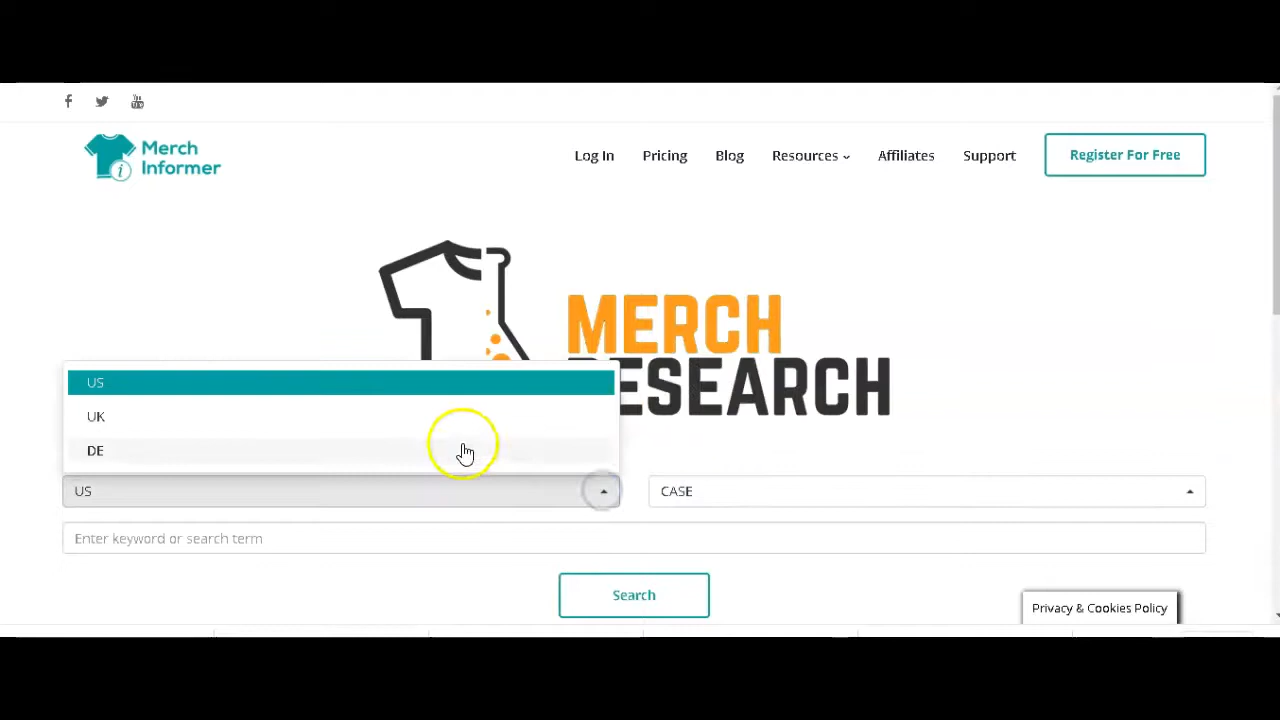 Merch
Informer
Log In
Pricing
Blog
Resources
Affiliates
Support
Register For Free
MERCH
RESEARCH
US
UK
DE
US
CASE
Enter keyword or search term
Search
Privacy & Cookies Policy